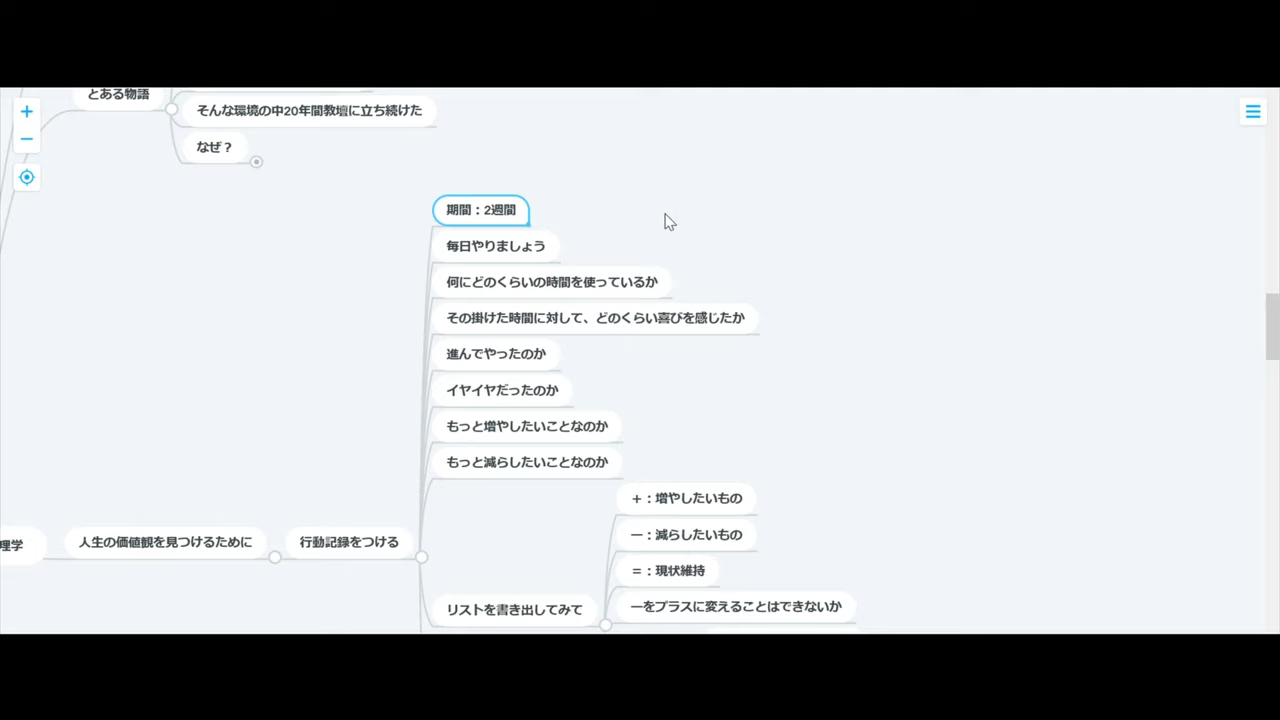 とある物語
そんな環境の中20年間教壇に立ち続けた
なぜ？
期間：2週間
毎日やりましょう
何にどのくらいの時間を使っているか
その掛けた時間に対して、どのくらい喜びを感じたか
進んでやったのか
イヤイヤだったのか
もっと増やしたいことなのか
もっと減らしたいことなのか
＋：増やしたいもの
ー：減らしたいもの
＝：現状維持
ーをプラスに変えることはできないか
理学
人生の価値観を見つけるために
行動記録をつける
リストを書き出してみて